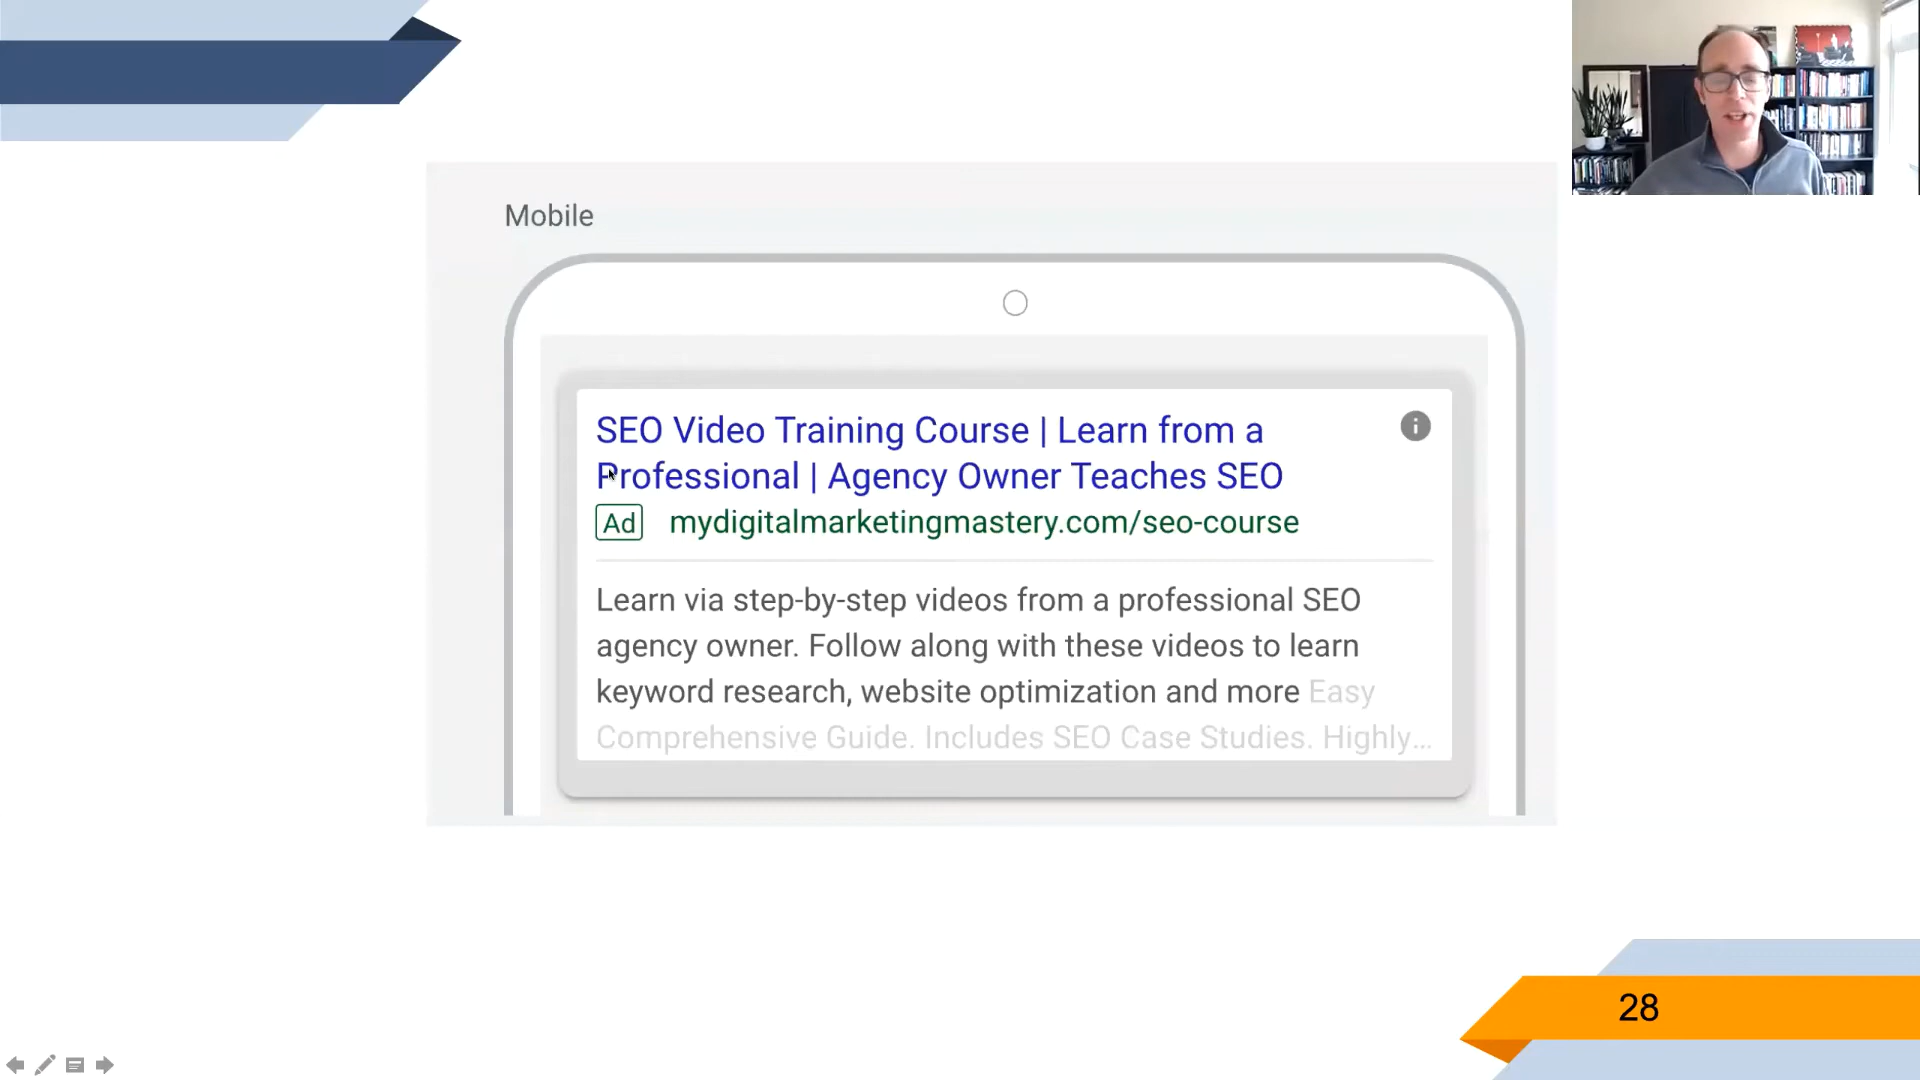 Mobile
SEO Video Training Course | Learn from a
Professional | Agency Owner Teaches SEO
Ad mydigitalmarketingmastery.com/seo-course
Learn via step-by-step videos from a professional SEO
agency owner. Follow along with these videos to learn
keyword research, website optimization and more Easy
Comprehensive Guide. Includes SEO Case Studies. Highly...
28